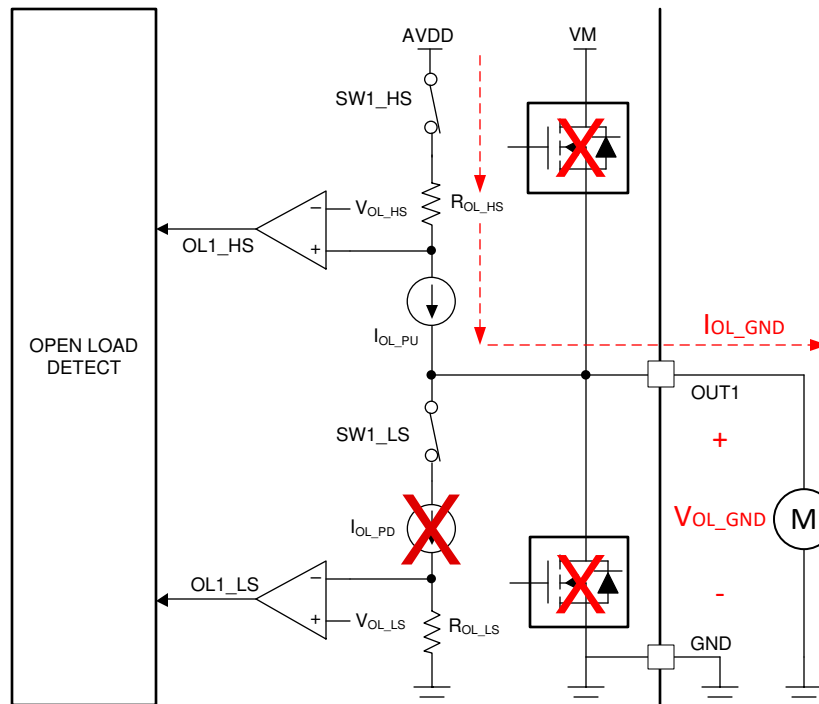 AVDD
VM
SW1_HS
VOL_HS
ROL_HS
−
+
OL1_HS
IOL_PU
IOL_GND
OPEN LOAD
DETECT
OUT1
SW1_LS
+
IOL_PD
VOL_GND
M
OL1_LS
−
+
VOL_LS
ROL_LS
-
GND